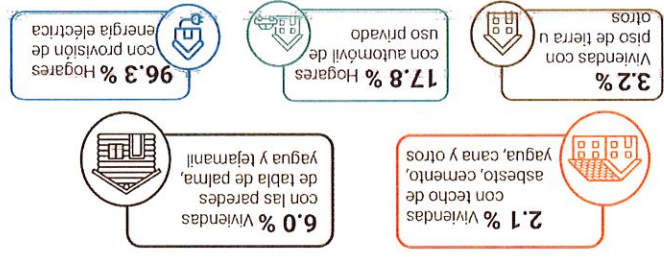 2.1 % Viviendas
con techo de
asbesto, cemento,
yagua, cana y otros
6.0 % Viviendas
con las paredes
de tabla de palma,
yagua y tejamanil
3.2 %
Viviendas con
piso de tierra u
otros
17.8 % Hogares
con automóvil de
uso privado
96.3 % Hogares
con provisión de
energía eléctrica